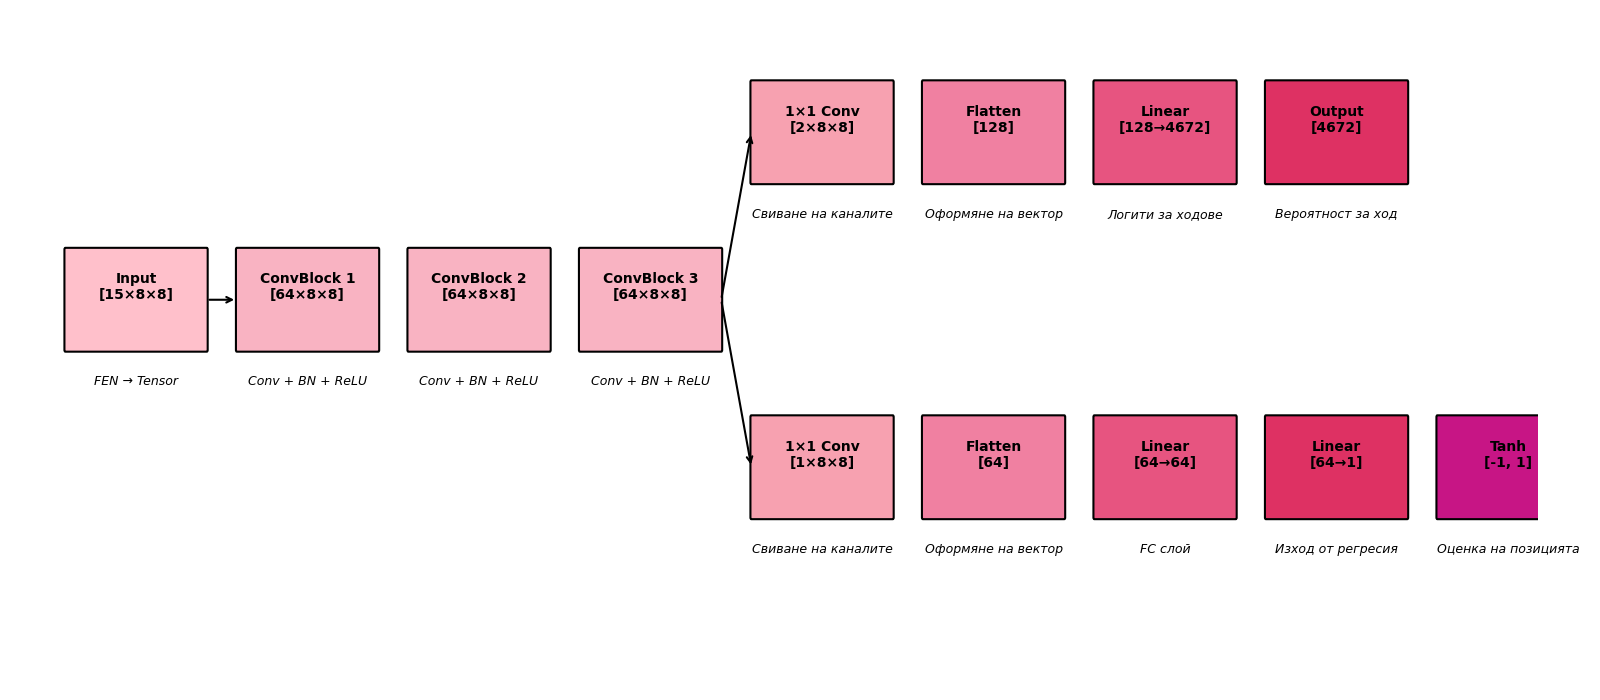 1×1 Conv
[2×8×8]
Свиване на каналите
Flatten
[128]
Оформяне на вектор
Linear
[128→4672]
Логити за ходове
Output
[4672]
Вероятност за ход
Input
[15×8×8]
FEN → Tensor
ConvBlock 1
[64×8×8]
Conv + BN + ReLU
ConvBlock 2
[64×8×8]
Conv + BN + ReLU
ConvBlock 3
[64×8×8]
Conv + BN + ReLU
1×1 Conv
[1×8×8]
Свиване на каналите
Flatten
[64]
Оформяне на вектор
Linear
[64→64]
FC слой
Linear
[64→1]
Изход от регресия
Tanh
[-1, 1]
Оценка на позицията